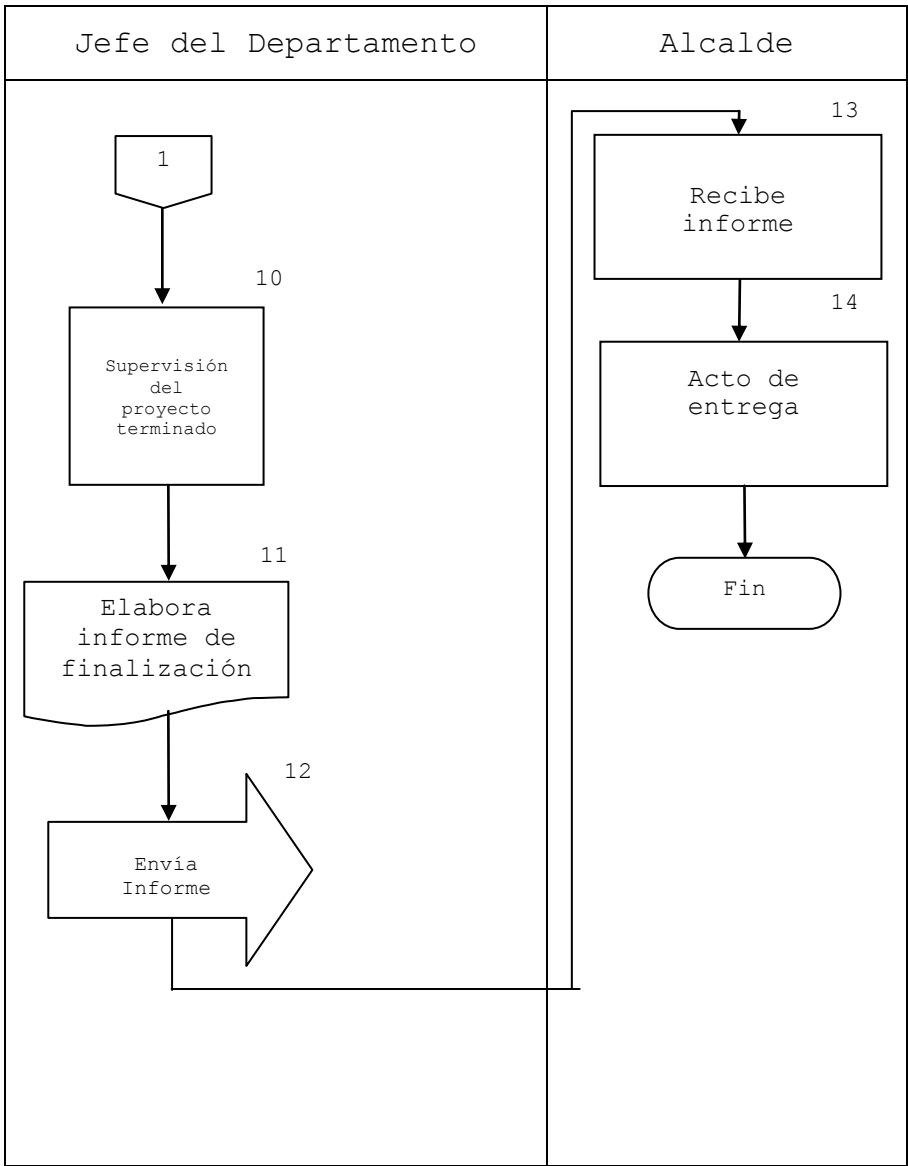 Jefe del Departamento
Alcalde
1
10
Supervisión
del
proyecto
terminado
11
Elabora
informe de
finalización
12
Envía
Informe
13
Recibe
informe
14
Acto de
entrega
Fin